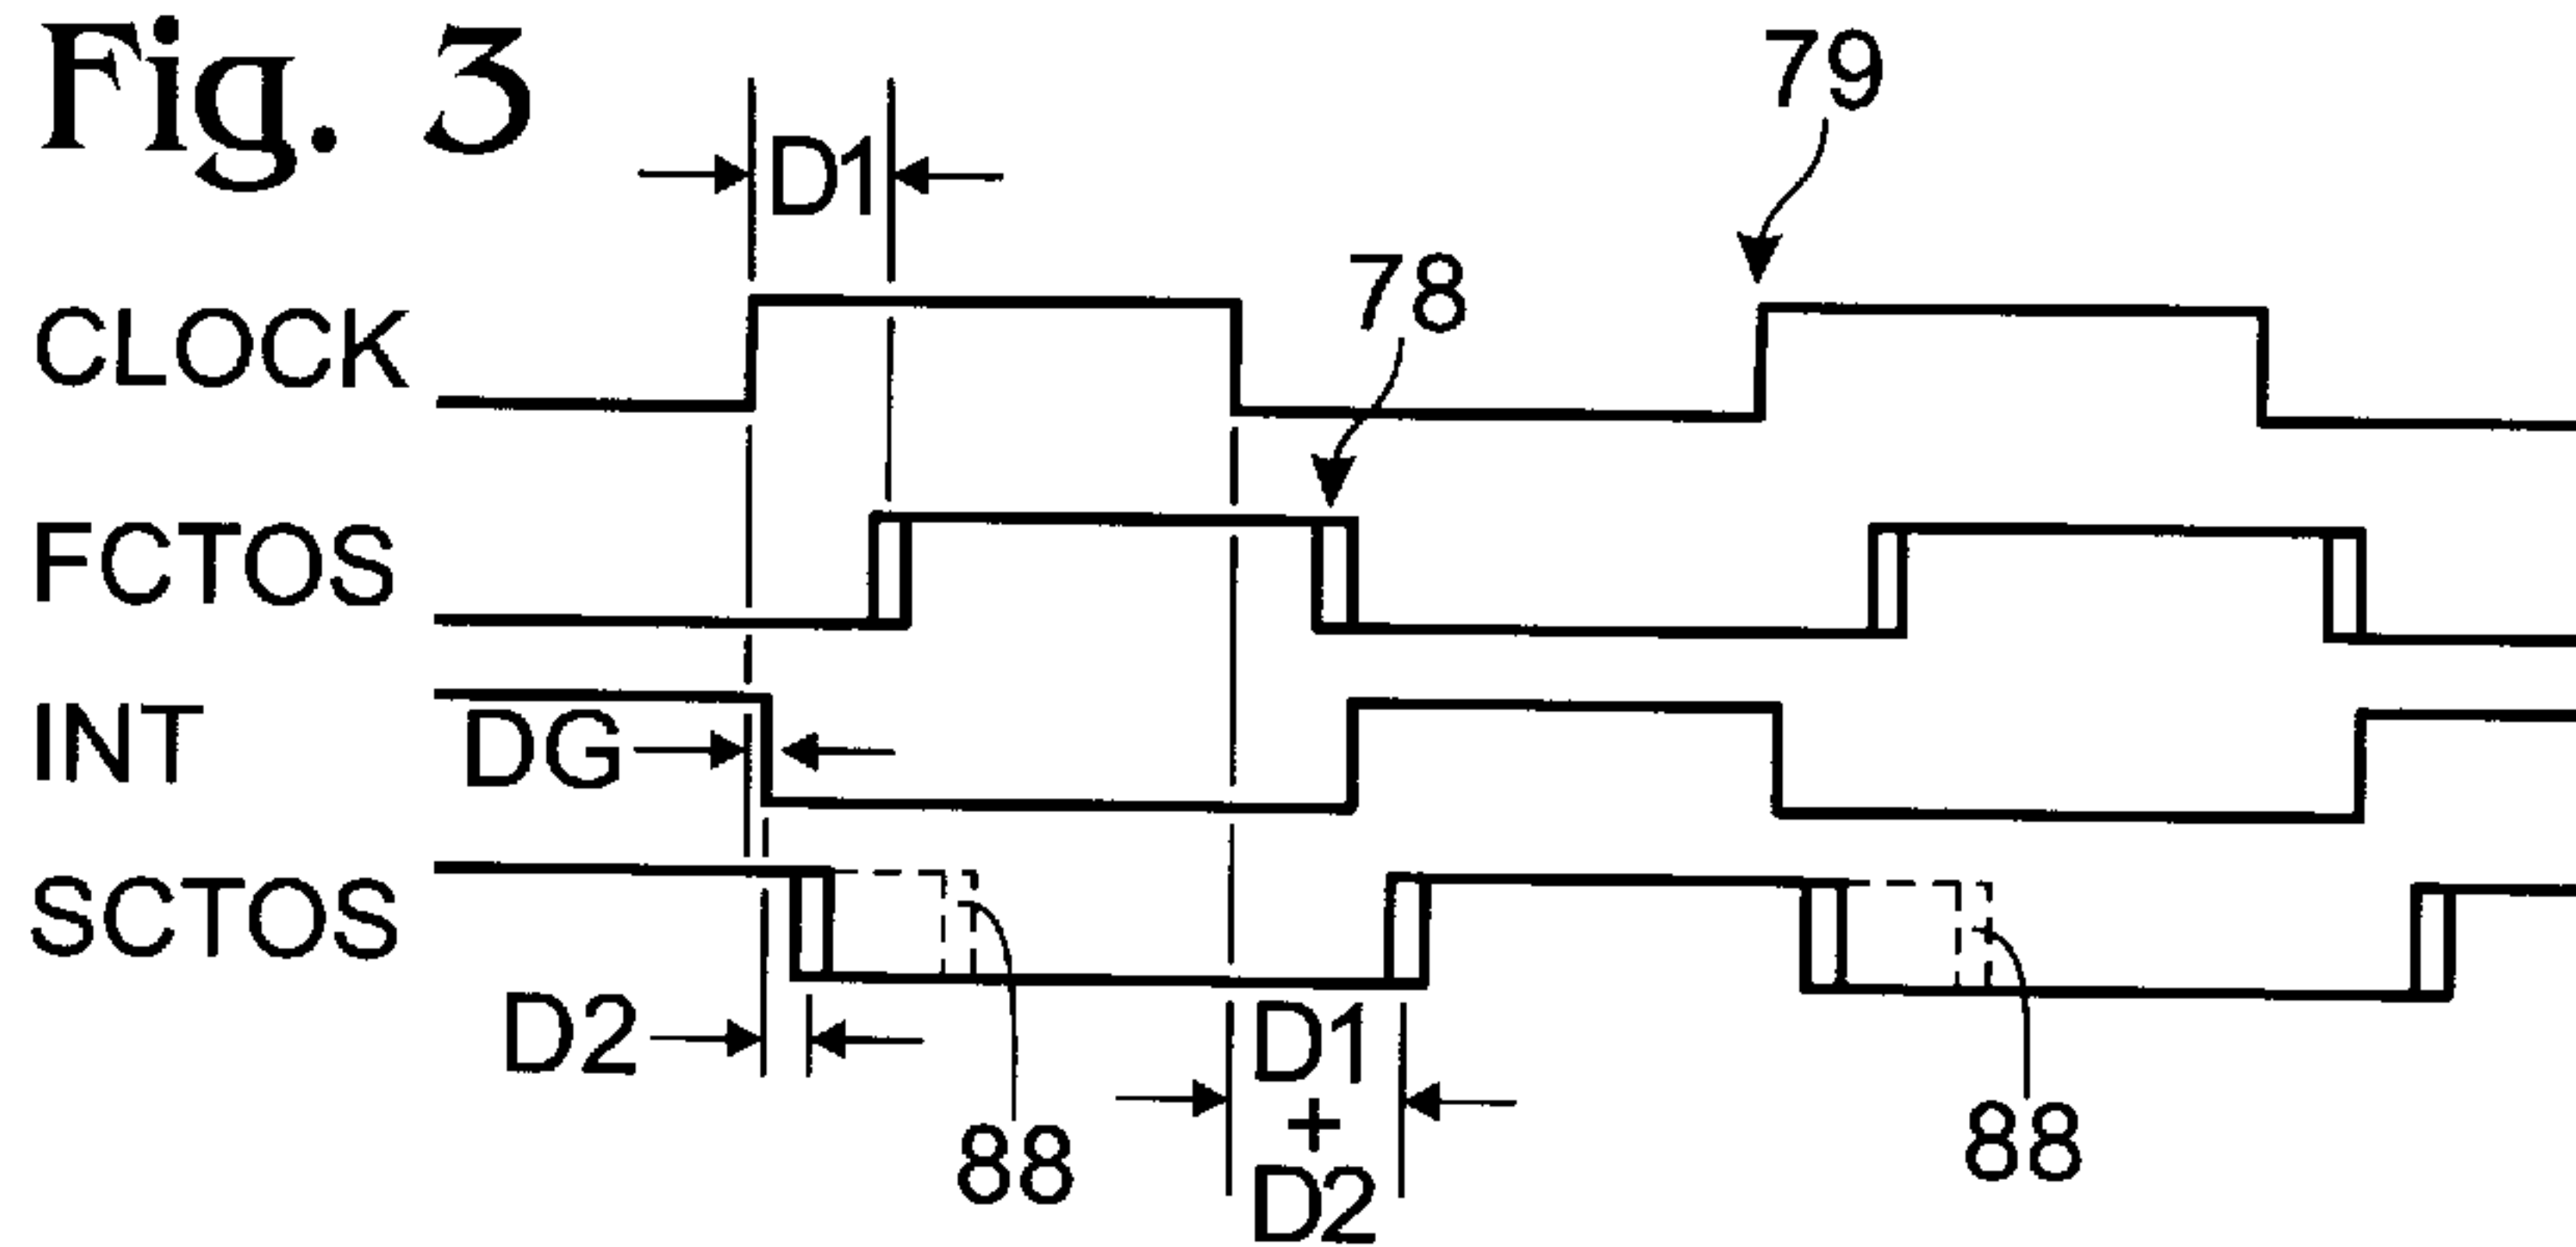 Fig. 3
79
D1
78
CLOCK
FCTOS
INT
DG
SCTOS
D2
D1
+
D2
88
88